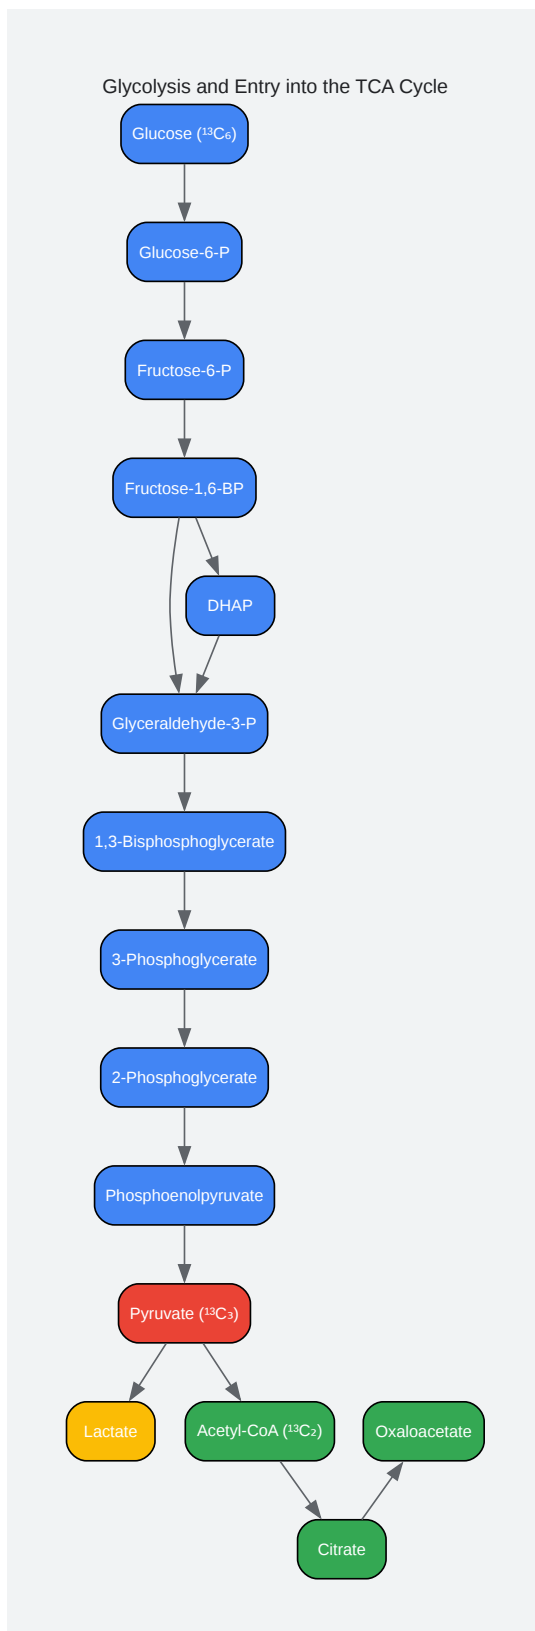 Glycolysis and Entry into the TCA Cycle
Glucose (¹³C₆)
Glucose-6-P
Fructose-6-P
Fructose-1,6-BP
DHAP
Glyceraldehyde-3-P
1,3-Bisphosphoglycerate
3-Phosphoglycerate
2-Phosphoglycerate
Phosphoenolpyruvate
Pyruvate (¹³C₃)
Lactate
Acetyl-CoA (¹³C₂)
Oxaloacetate
Citrate